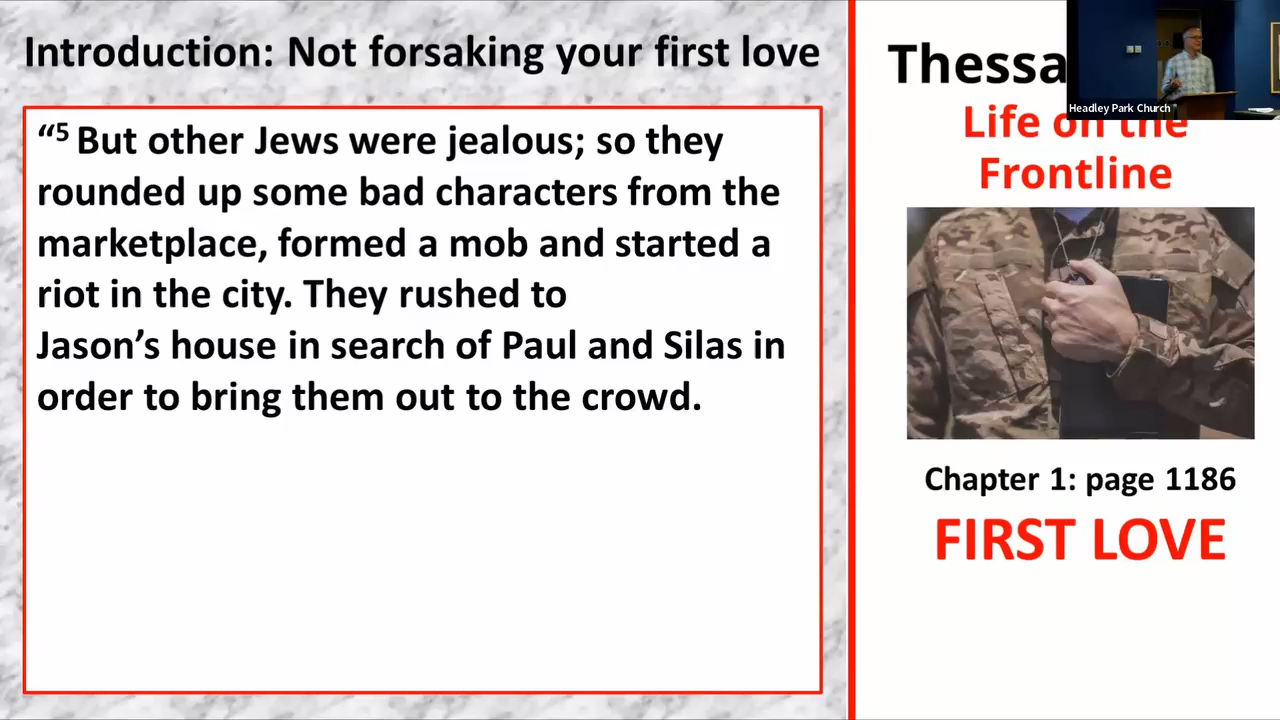 Introduction: Not forsaking your first love
“5 But other Jews were jealous; so they
rounded up some bad characters from the
marketplace, formed a mob and started a
riot in the city. They rushed to
Jason’s house in search of Paul and Silas in
order to bring them out to the crowd.
Thessa
Headley Park Church
Life on the
Frontline
Chapter 1: page 1186
FIRST LOVE